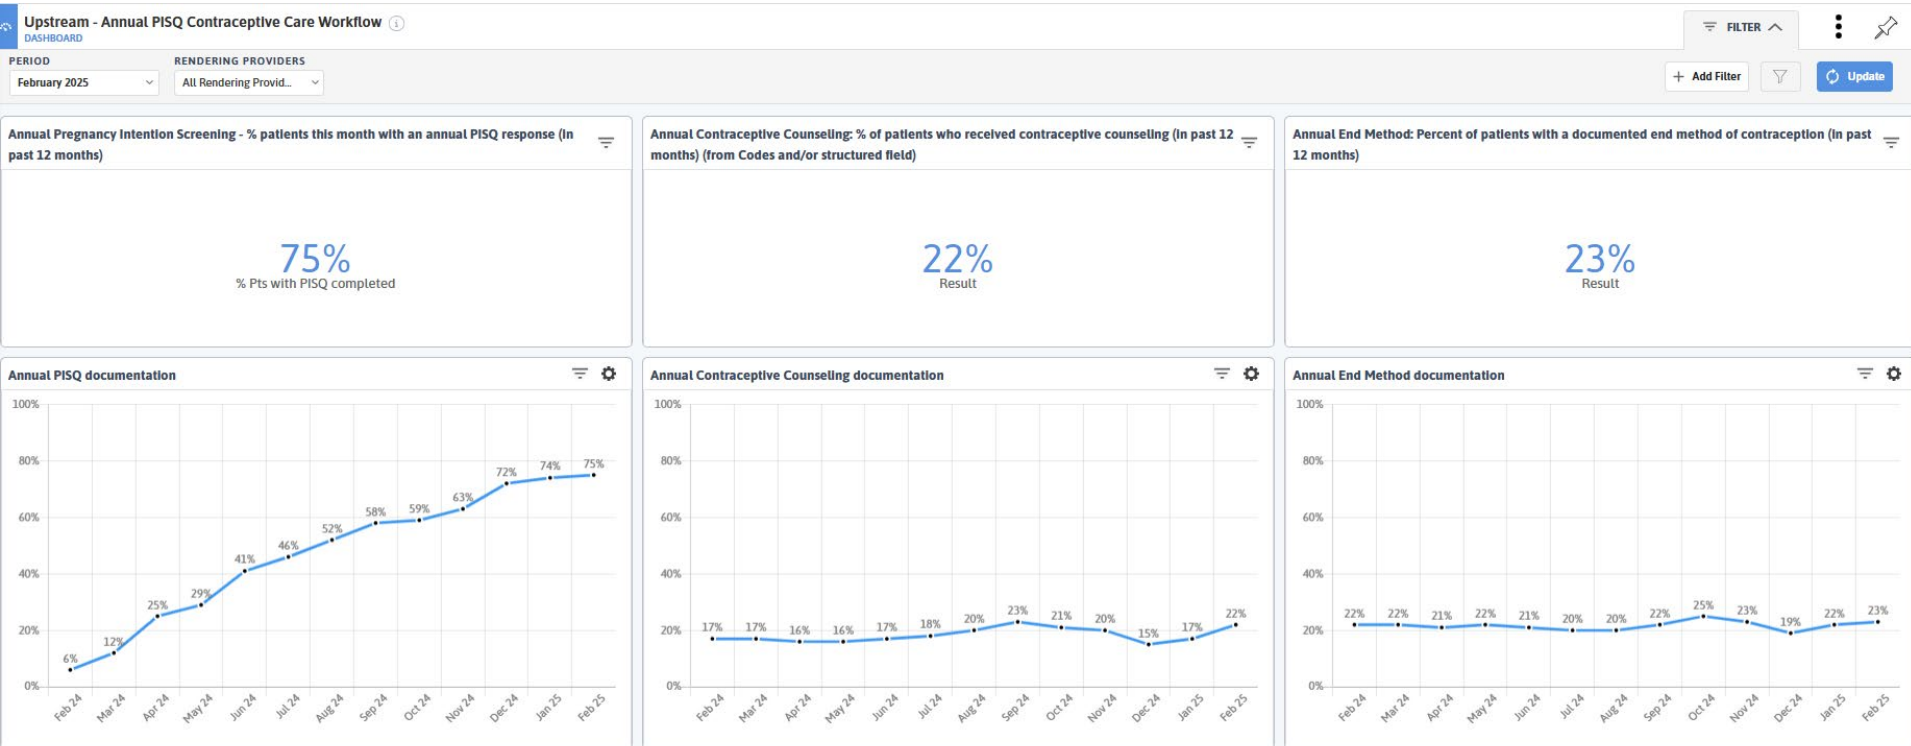 Upstream - Annual PISQ Contraceptive Care Workflow
DASHBOARD
FILTER
PERIOD
RENDERING PROVIDERS
February 2025
All Rendering Provid...
+ Add Filter
Update
Annual Pregnancy Intention Screening - % patients this month with an annual PISQ response (in
past 12 months)
75%
% Pts with PISQ completed
Annual Contraceptive Counseling: % of patients who received contraceptive counseling (in past 12
months) (from Codes and/or structured field)
22%
Result
Annual End Method: Percent of patients with a documented end method of contraception (in past
12 months)
23%
Result
Annual PISQ documentation
100%
80%
60%
40%
20%
0%
6%
12%
25%
29%
41%
46%
52%
58%
59%
63%
72%
74%
75%
Feb 24
Mar 24
Apr 24
May 24
Jun 24
Jul 24
Aug 24
Sep 24
Oct 24
Nov 24
Dec 24
Jan 25
Feb 25
Annual Contraceptive Counseling documentation
100%
80%
60%
40%
20%
0%
17%
17%
16%
16%
17%
18%
20%
23%
21%
20%
15%
17%
22%
Feb 24
Mar 24
Apr 24
May 24
Jun 24
Jul 24
Aug 24
Sep 24
Oct 24
Nov 24
Dec 24
Jan 25
Feb 25
Annual End Method documentation
100%
80%
60%
40%
20%
0%
22%
22%
21%
22%
21%
20%
20%
22%
25%
23%
19%
22%
23%
Feb 24
Mar 24
Apr 24
May 24
Jun 24
Jul 24
Aug 24
Sep 24
Oct 24
Nov 24
Dec 24
Jan 25
Feb 25